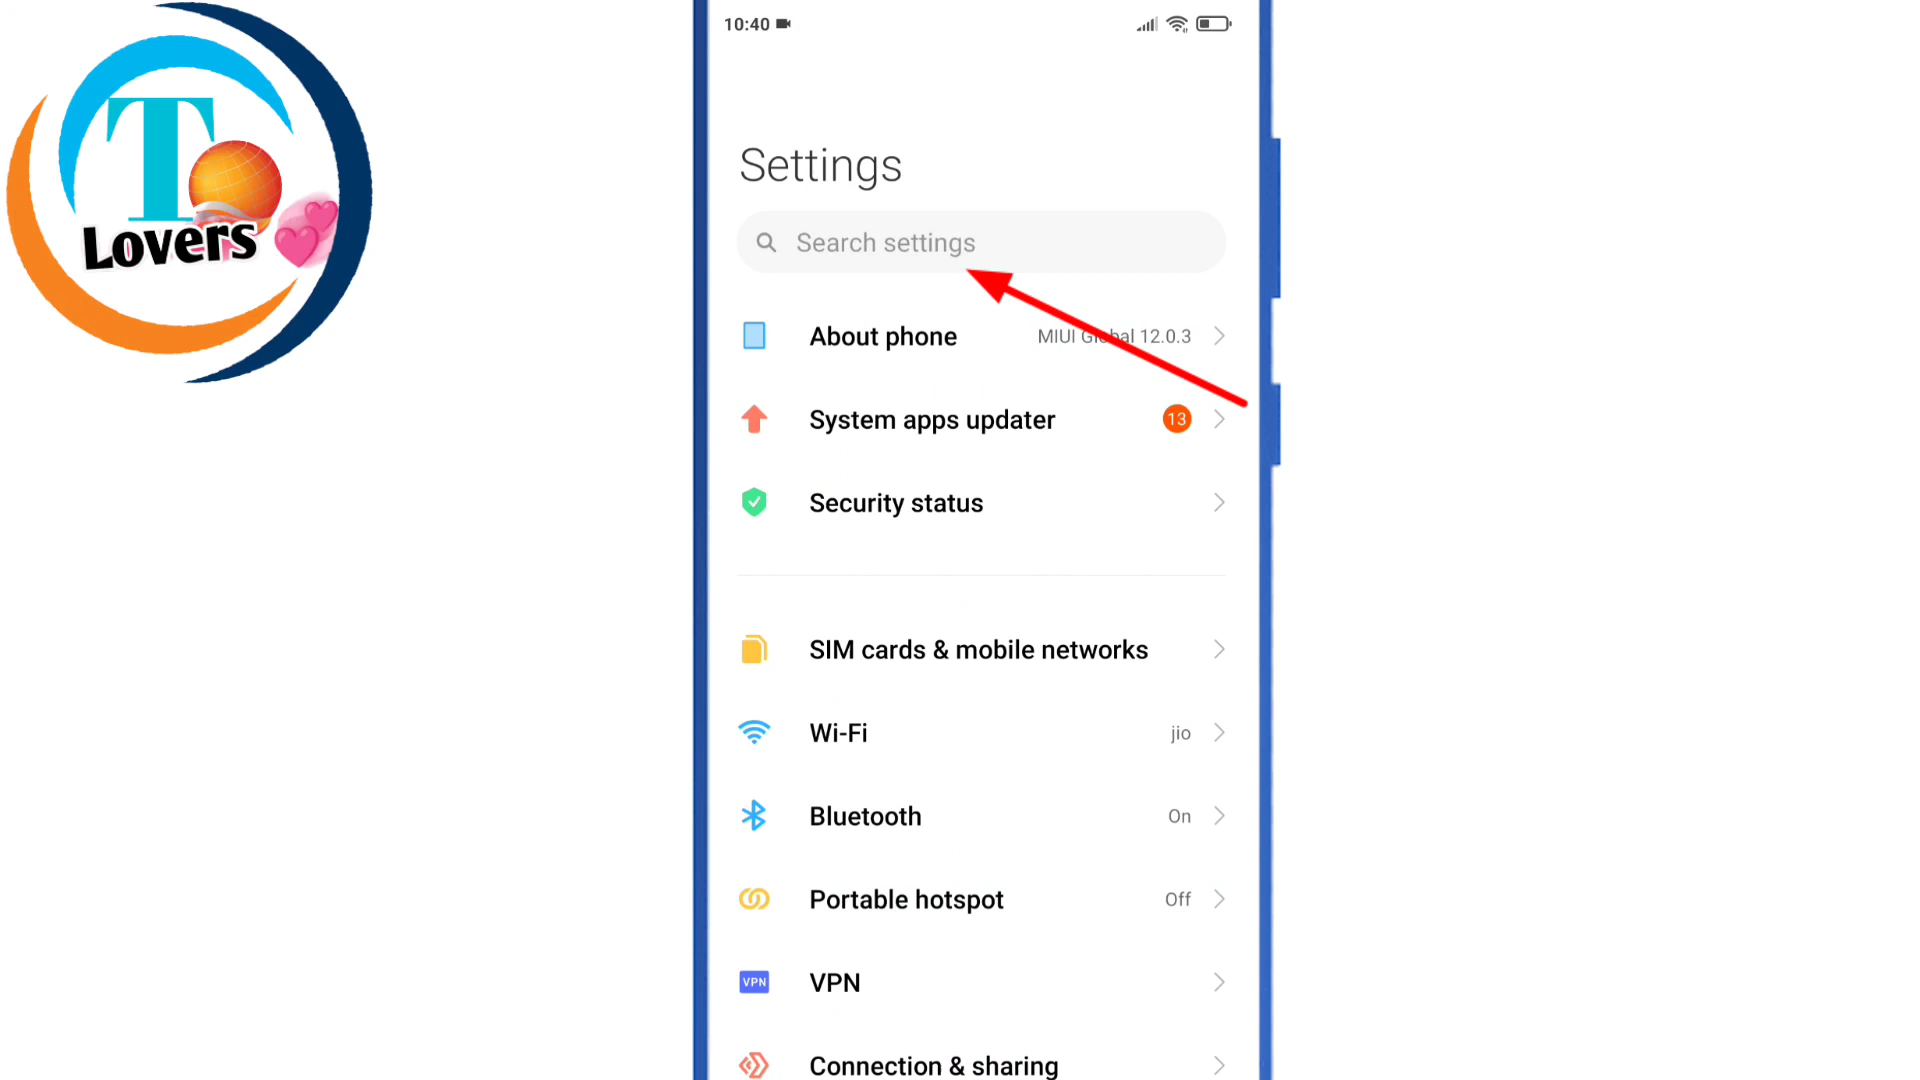 T
Lovers
10:40
Settings
Search settings
About phone MIUI Global 12.0.3
System apps updater 13
Security status
SIM cards & mobile networks
Wi-Fi jio
Bluetooth On
Portable hotspot Off
VPN VPN
Connection & sharing